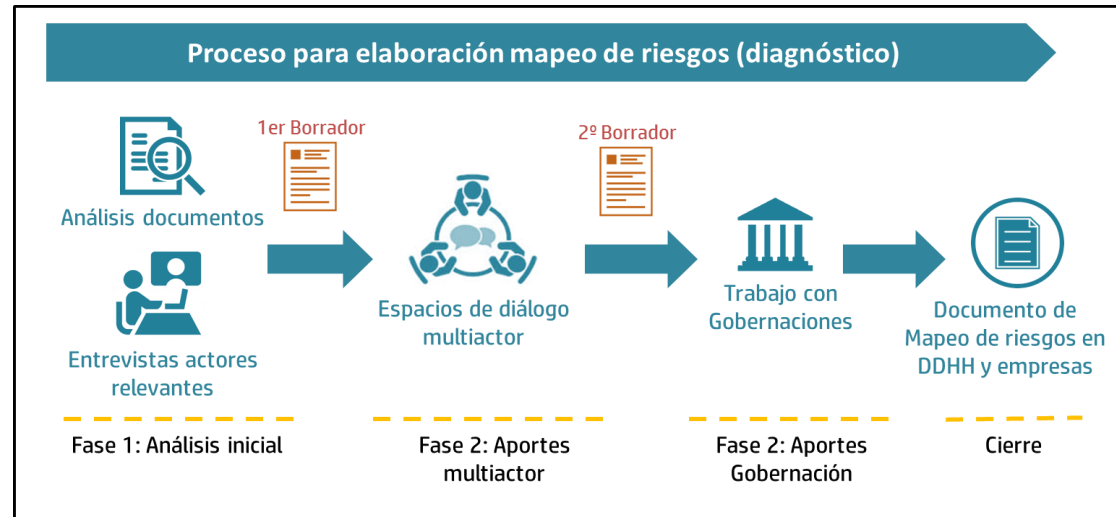 Proceso para elaboración mapeo de riesgos (diagnóstico)
1er Borrador
2º Borrador
Análisis documentos
Entrevistas actores
relevantes
Espacios de diálogo
multiactor
Trabajo con
Gobernaciones
Documento de
Mapeo de riesgos en
DDHH y empresas
Fase 1: Análisis inicial
Fase 2: Aportes
multiactor
Fase 2: Aportes
Gobernación
Cierre